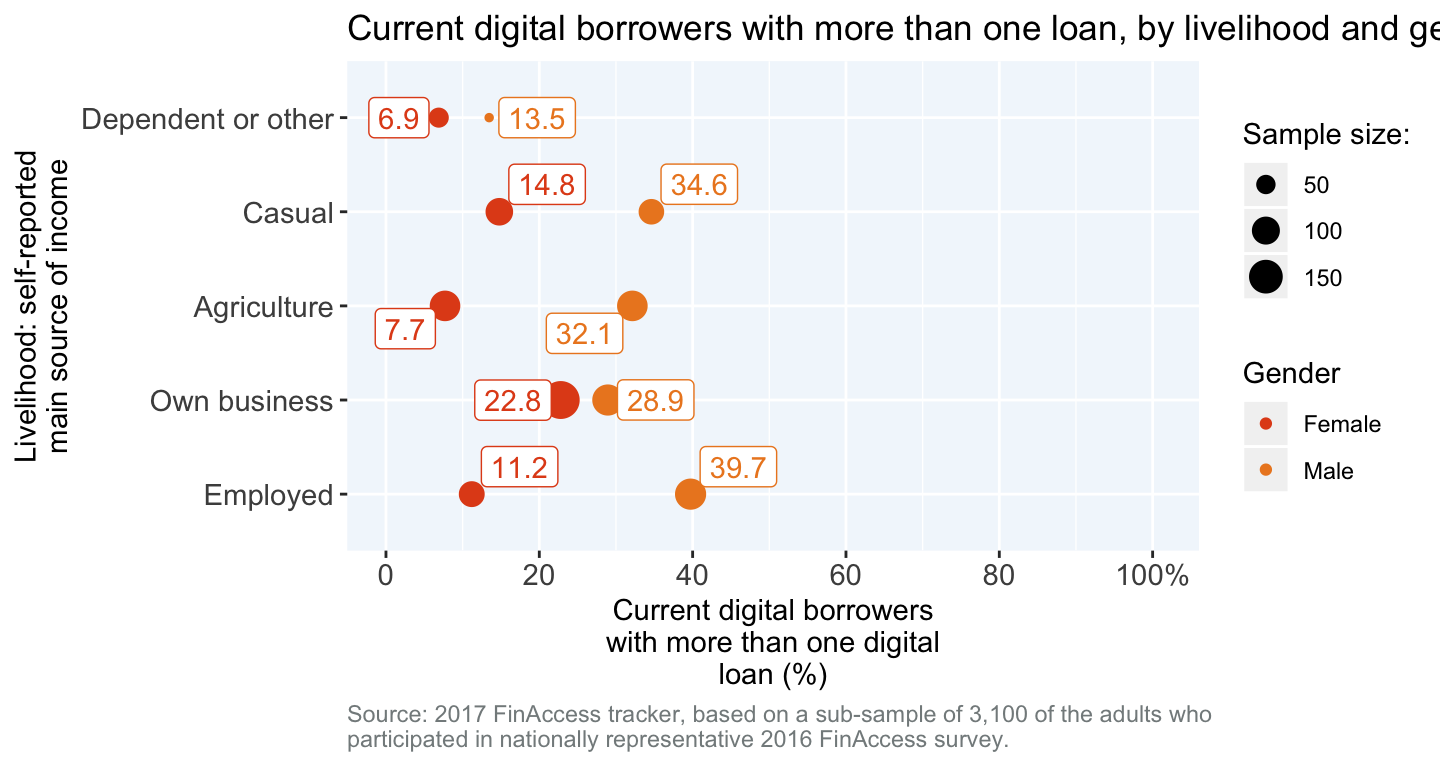 Current digital borrowers with more than one loan, by livelihood and ge
Livelihood: self-reported
main source of income
Dependent or other
6.9
13.5
Casual
14.8
34.6
Agriculture
7.7
32.1
Own business
22.8
28.9
Employed
11.2
39.7
0
20
40
60
80
100%
Current digital borrowers
with more than one digital
loan (%)
Sample size:
50
100
150
Gender
Female
Male
Source: 2017 FinAccess tracker, based on a sub-sample of 3,100 of the adults who
participated in nationally representative 2016 FinAccess survey.